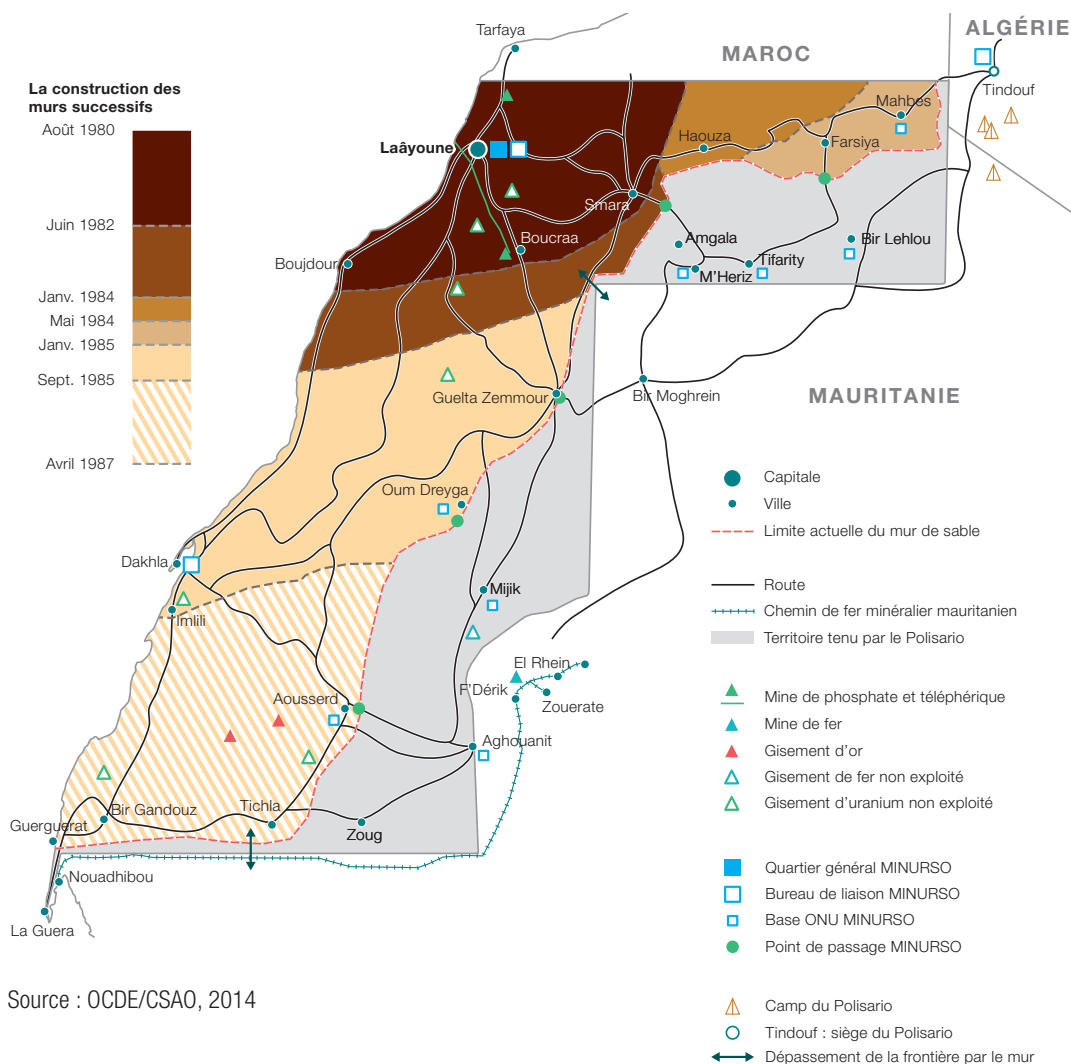 ALGÉRIE
Tarfaya
MAROC
Tindouf
La construction des
murs successifs
Août 1980
Juin 1982
Janv. 1984
Mai 1984
Janv. 1985
Sept. 1985
Avril 1987
Mahbes
Haouza
Farsiya
Laâyoune
Smara
Boucraa
Amgala
Bir Lehlou
Boujdour
Tifarity
M'Heriz
Guelta Zemmour
Bir Moghrein
MAURITANIE
Oum Dreyga
Dakhla
Mijik
Imlili
El Rhein
F'Dérik
Zouerate
Aousserd
Aghouanit
Bir Gandouz
Tichla
Zoug
Guerguerat
Nouadhibou
La Guera
Capitale
Ville
Limite actuelle du mur de sable
Route
Chemin de fer minéralier mauritanien
Territoire tenu par le Polisario
Mine de phosphate et téléphérique
Mine de fer
Gisement d'or
Gisement de fer non exploité
Gisement d'uranium non exploité
Quartier général MINURSO
Bureau de liaison MINURSO
Base ONU MINURSO
Point de passage MINURSO
Camp du Polisario
Tindouf : siège du Polisario
Dépassement de la frontière par le mur
Source : OCDE/CSAO, 2014